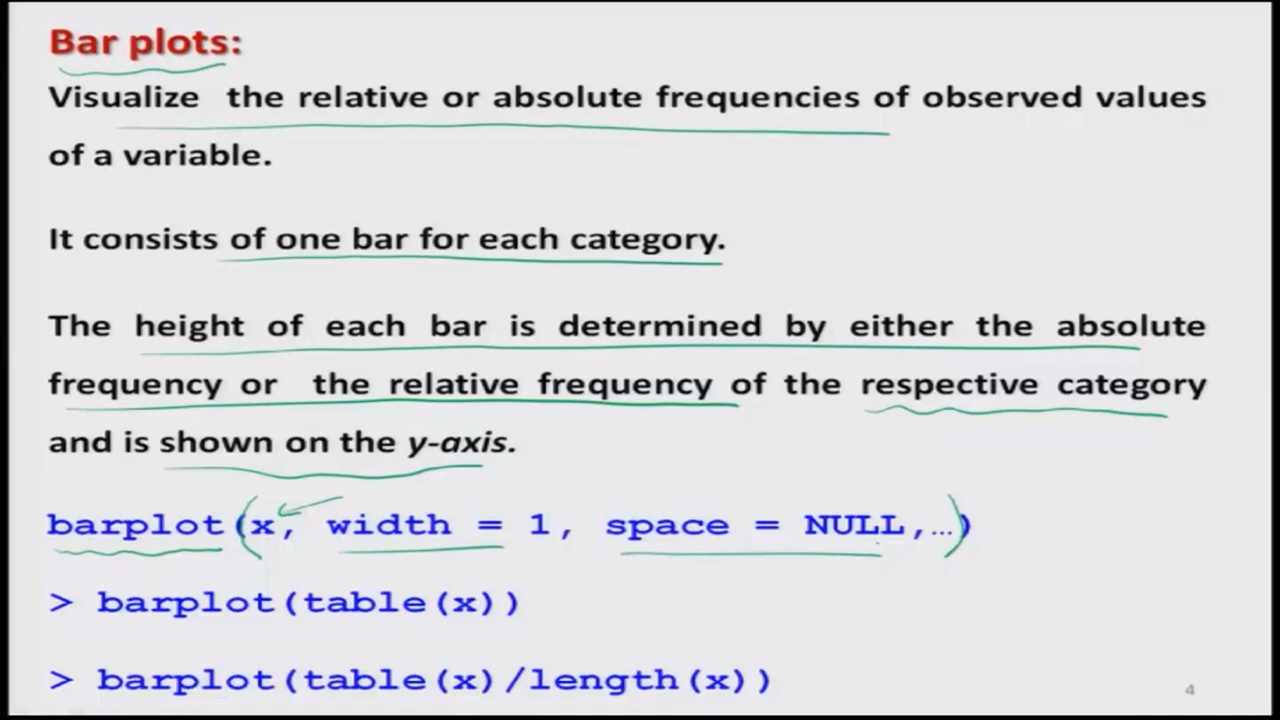 Bar plots:
Visualize the relative or absolute frequencies of observed values
of a variable.
It consists of one bar for each category.
The height of each bar is determined by either the absolute
frequency or the relative frequency of the respective category
and is shown on the y-axis.
barplot(x, width = 1, space = NULL,…)
> barplot(table(x))
> barplot(table(x)/length(x))
4